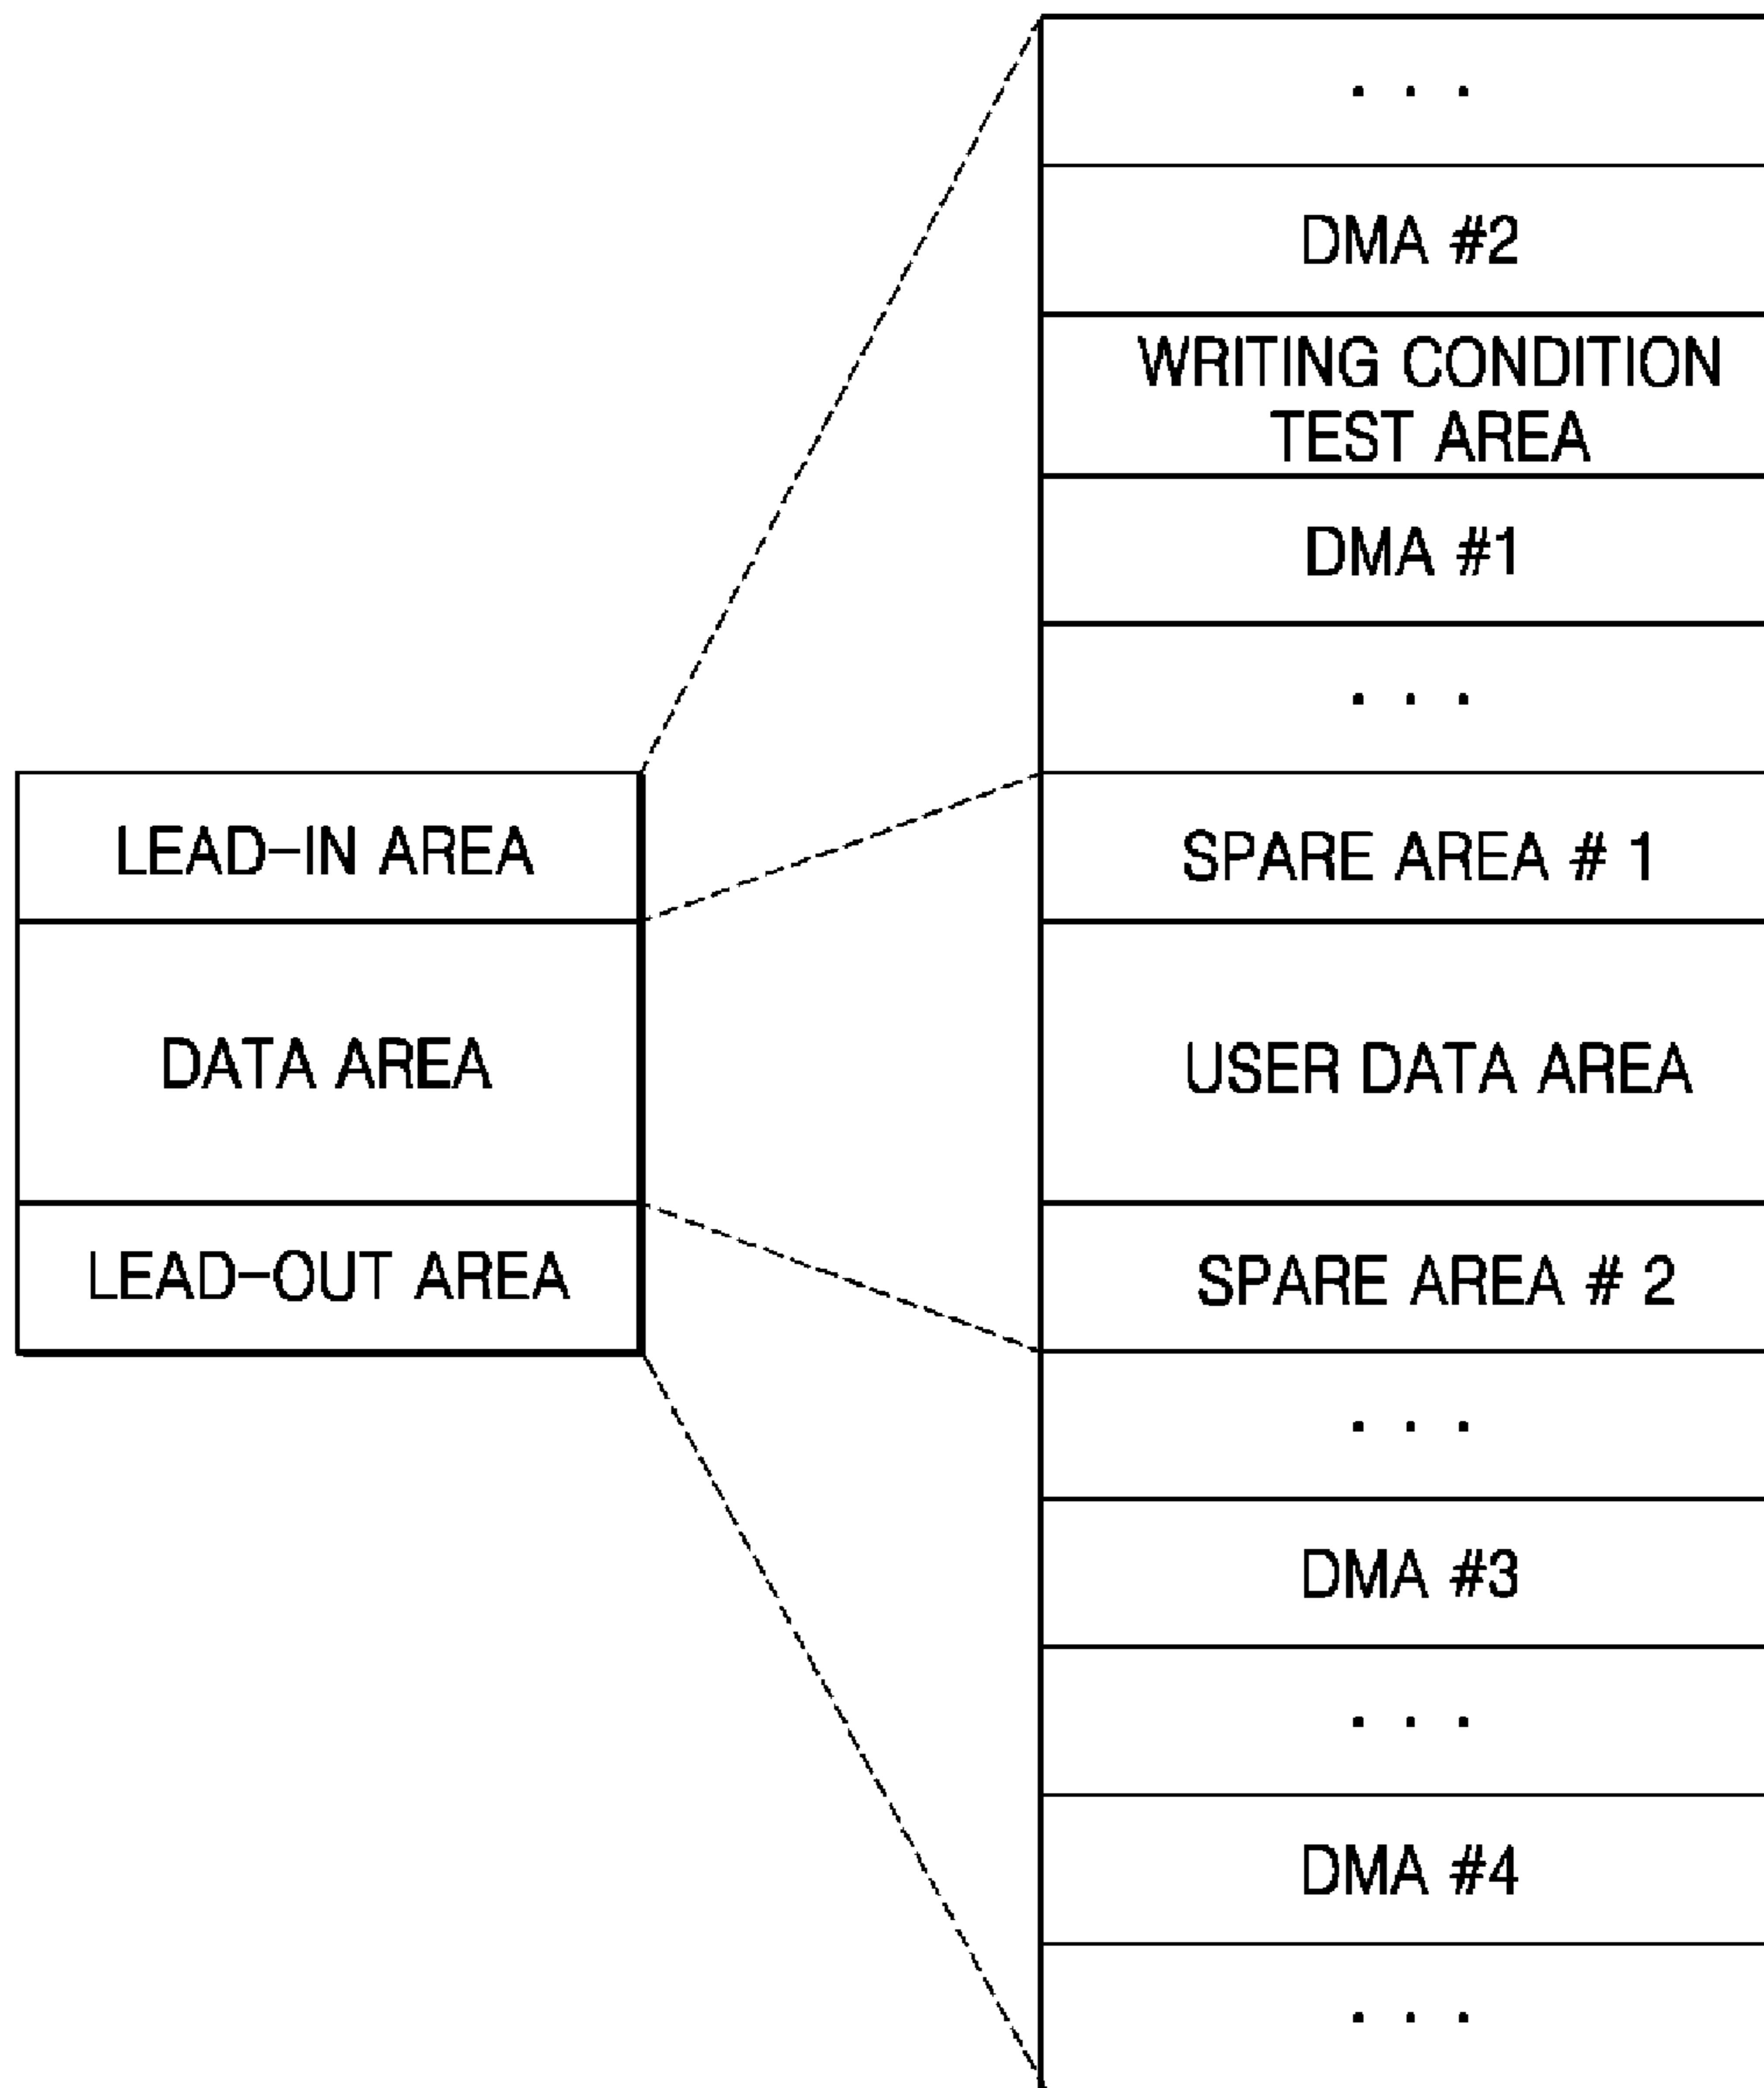 LEAD-IN AREA
DATA AREA
LEAD-OUT AREA
. . .
DMA #2
WRITING CONDITION
TEST AREA
DMA #1
. . .
SPARE AREA # 1
USER DATA AREA
SPARE AREA # 2
. . .
DMA #3
. . .
DMA #4
. . .